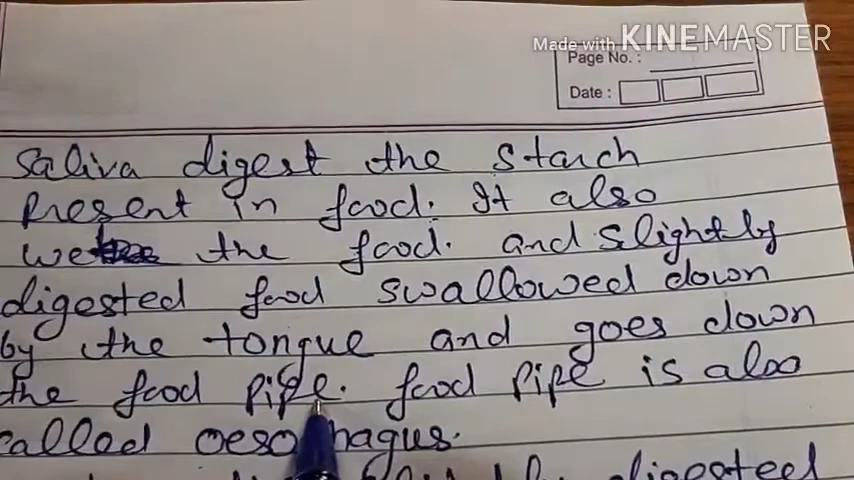 Made with KINEMASTER
Page No. :
Date :
Saliva digest the Starch
Present in food. It also
wet the food. and Slightly
digested food swallowed down
by the tongue and goes down
the food pipe. food pipe is also
called oesophagus.
digested